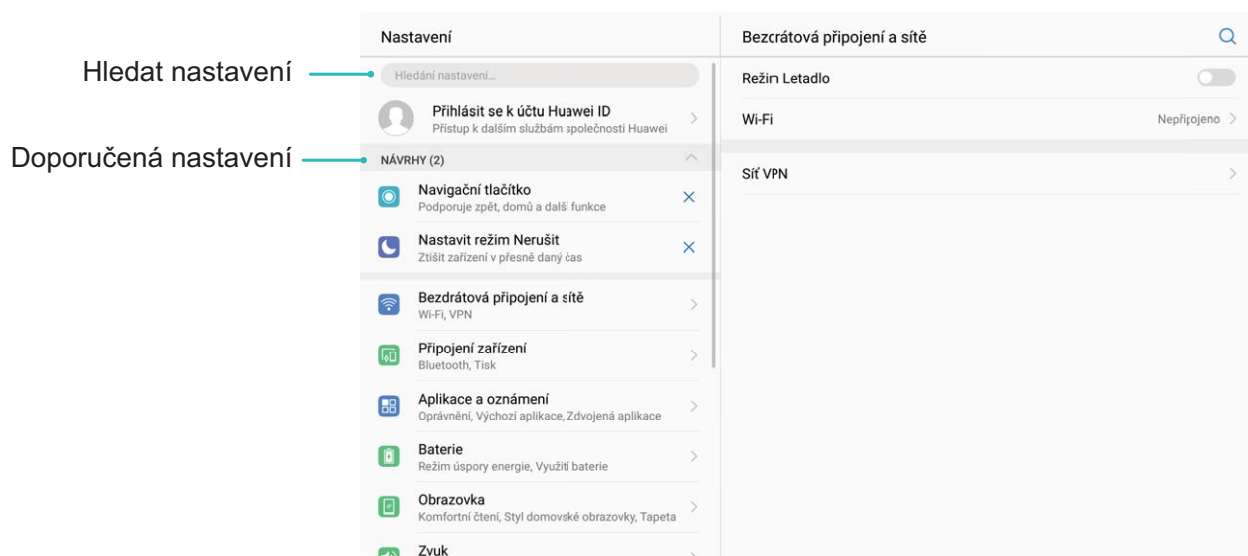 Hledat nastavení
Doporučená nastavení
Nastavení
Hledání nastavení...
Přihlásit se k účtu Huawei ID
Přístup k dalším službám společnosti Huawei
NÁVRHY (2)
Navigační tlačítko
Podporuje zpět, domů a další funkce
Nastavit režim Nerušit
Ztišit zařízení v přesně daný čas
Bezdrátová připojení a sítě
Wi-Fi, VPN
Připojení zařízení
Bluetooth, Tisk
Aplikace a oznámení
Oprávnění, Výchozí aplikace, Zdvojená aplikace
Baterie
Režim úspory energie, Využití baterie
Obrazovka
Komfortní čtení, Styl domovské obrazovky, Tapeta
Zvuk
Bezdrátová připojení a sítě
Režim Letadlo
Wi-Fi
Nepřipojeno
Síť VPN